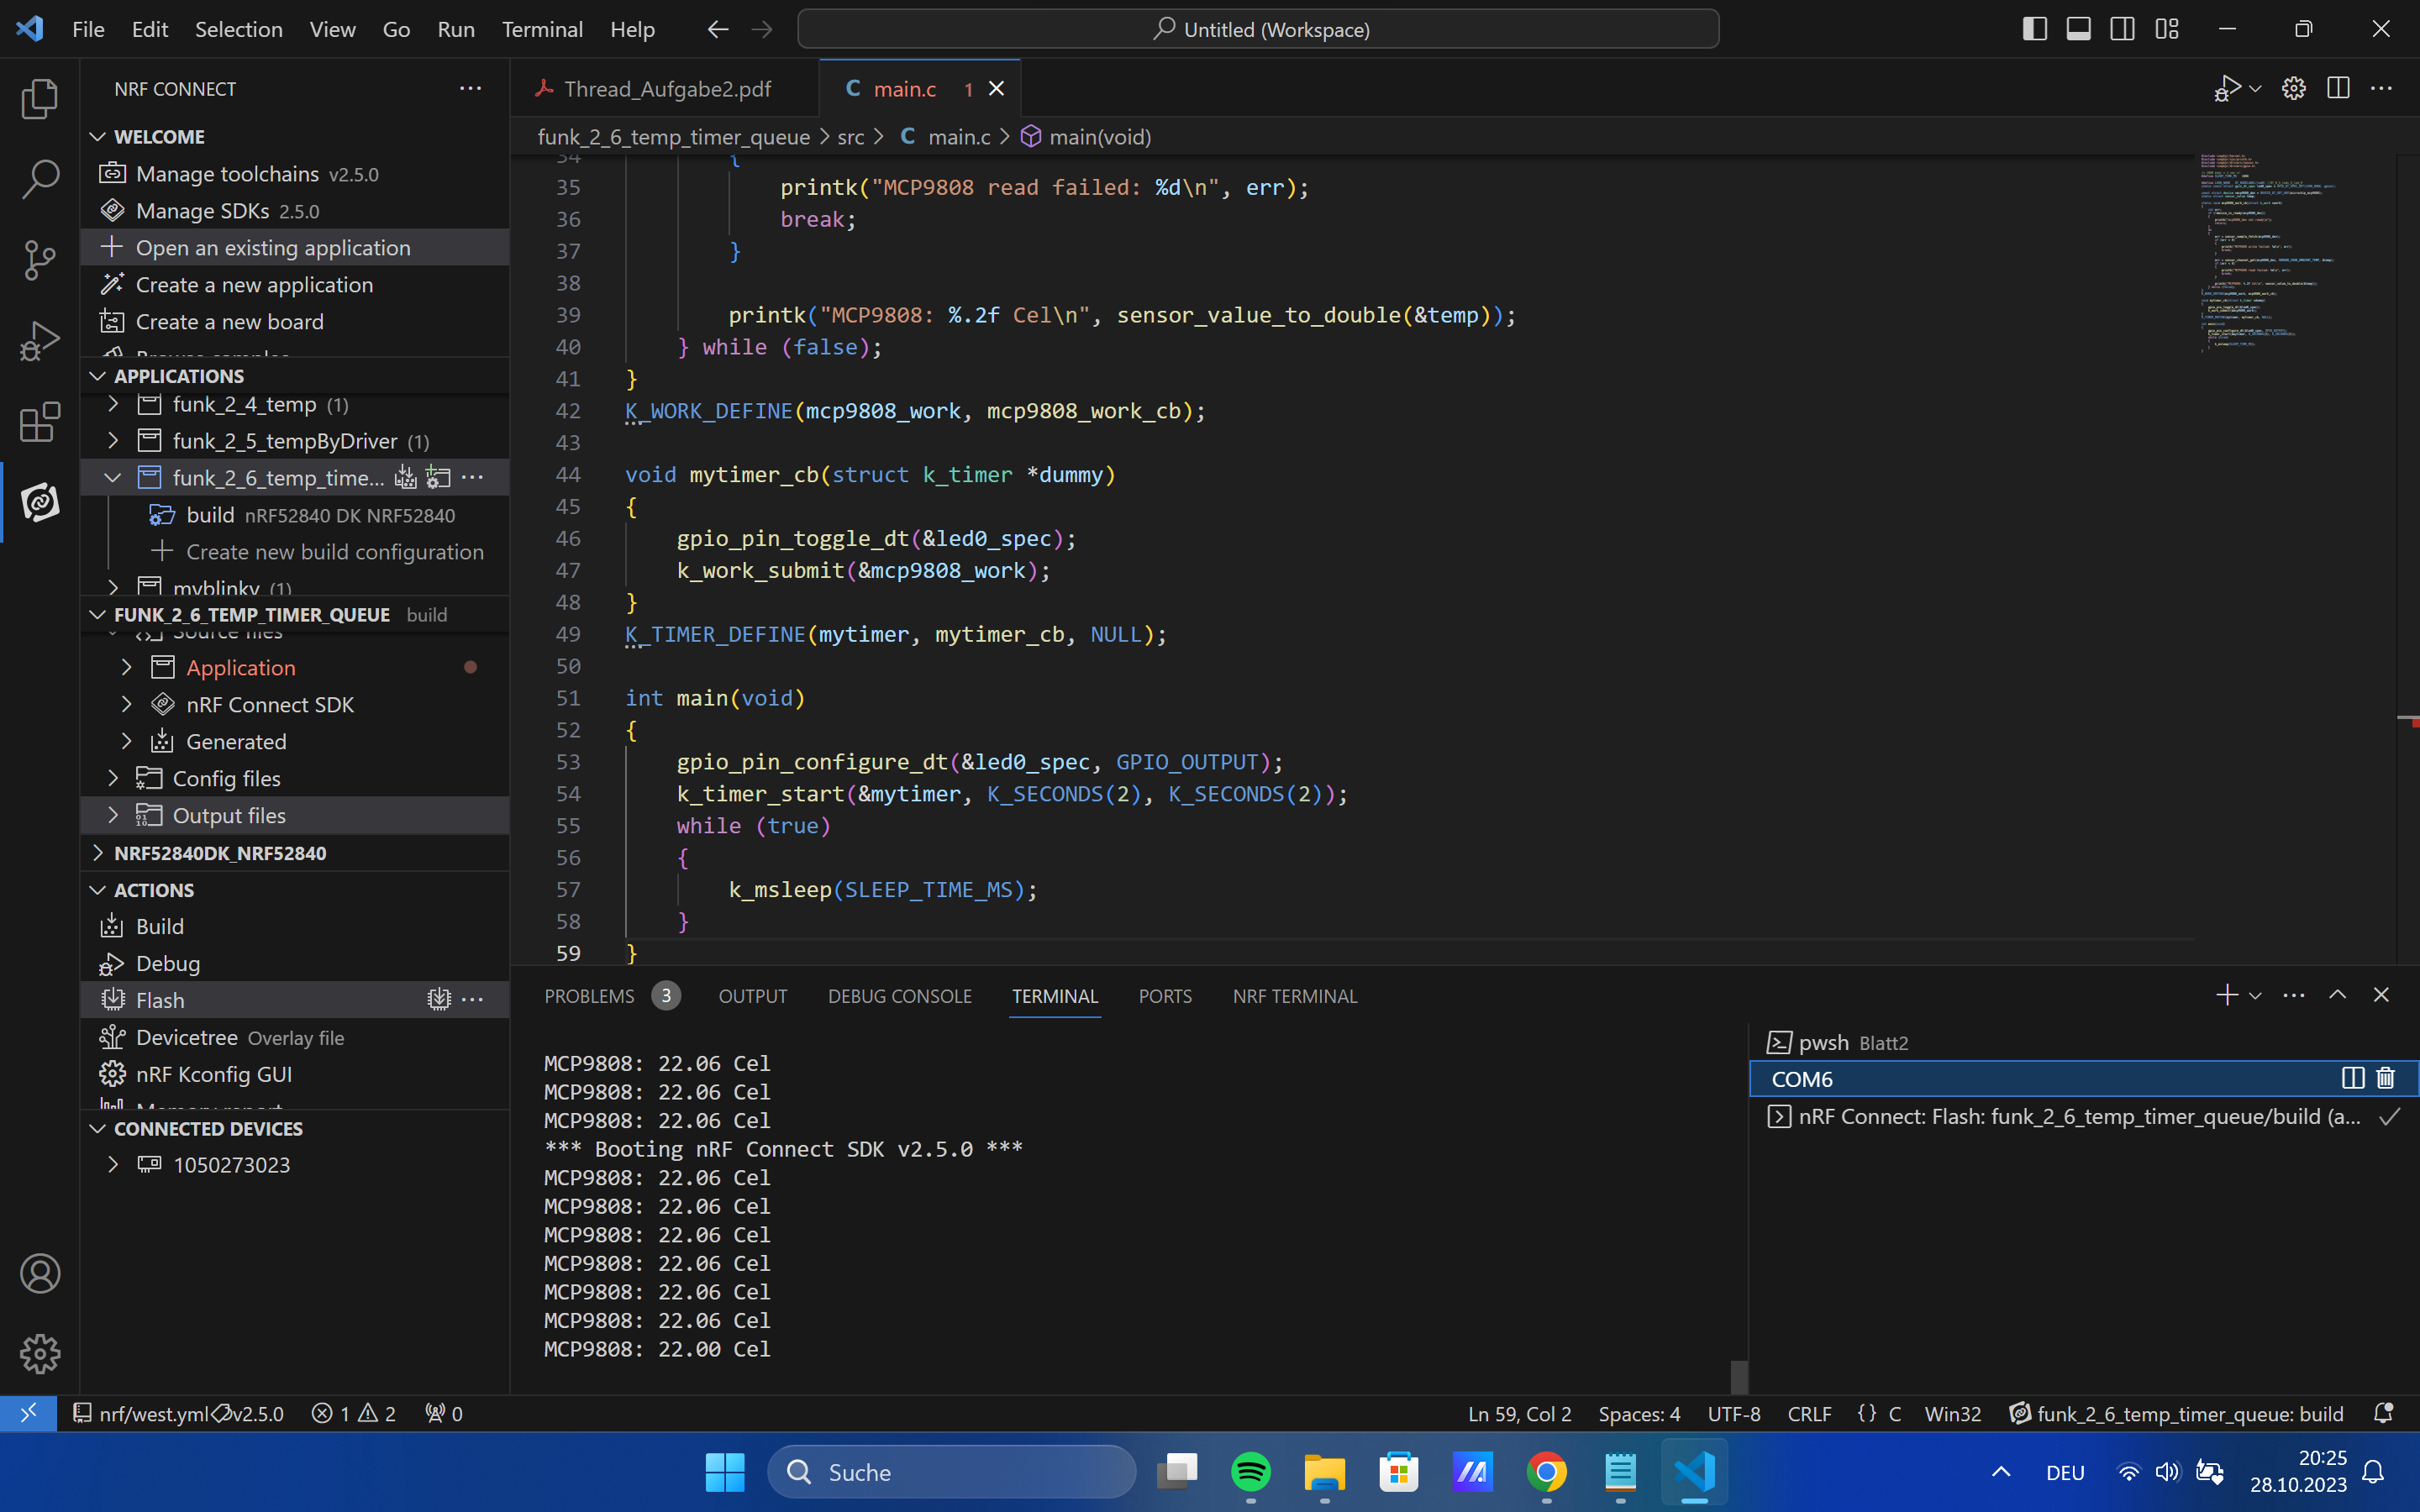 File Edit Selection View Go Run Terminal Help
Untitled (Workspace)
NRF CONNECT
WELCOME
Manage toolchains v2.5.0
Manage SDKs 2.5.0
Open an existing application
Create a new application
Create a new board
Browse samples
APPLICATIONS
funk_2_4_temp (1)
funk_2_5_tempByDriver (1)
funk_2_6_temp_time...
build nRF52840 DK NRF52840
Create new build configuration
myblinky (1)
FUNK_2_6_TEMP_TIMER_QUEUE build
Source files
Application
nRF Connect SDK
Generated
Config files
Output files
NRF52840DK_NRF52840
ACTIONS
Build
Debug
Flash
Devicetree Overlay file
nRF Kconfig GUI
Memory report
CONNECTED DEVICES
1050273023
Thread_Aufgabe2.pdf
C main.c 1
funk_2_6_temp_timer_queue > src > C main.c > main(void)
34 {
35 printk("MCP9808 read failed: %d\n", err);
36 break;
37 }
38
39 printk("MCP9808: %.2f Cel\n", sensor_value_to_double(&temp));
40 } while (false);
41 }
42 K_WORK_DEFINE(mcp9808_work, mcp9808_work_cb);
43
44 void mytimer_cb(struct k_timer *dummy)
45 {
46 gpio_pin_toggle_dt(&led0_spec);
47 k_work_submit(&mcp9808_work);
48 }
49 K_TIMER_DEFINE(mytimer, mytimer_cb, NULL);
50
51 int main(void)
52 {
53 gpio_pin_configure_dt(&led0_spec, GPIO_OUTPUT);
54 k_timer_start(&mytimer, K_SECONDS(2), K_SECONDS(2));
55 while (true)
56 {
57 k_msleep(SLEEP_TIME_MS);
58 }
59 }
PROBLEMS 3 OUTPUT DEBUG CONSOLE TERMINAL PORTS NRF TERMINAL
MCP9808: 22.06 Cel
MCP9808: 22.06 Cel
MCP9808: 22.06 Cel
*** Booting nRF Connect SDK v2.5.0 ***
MCP9808: 22.06 Cel
MCP9808: 22.06 Cel
MCP9808: 22.06 Cel
MCP9808: 22.06 Cel
MCP9808: 22.06 Cel
MCP9808: 22.06 Cel
MCP9808: 22.00 Cel
pwsh Blatt2
COM6
nRF Connect: Flash: funk_2_6_temp_timer_queue/build (a...
nrf/west.yml v2.5.0 1 2 0
Ln 59, Col 2 Spaces: 4 UTF-8 CRLF {} C Win32 funk_2_6_temp_timer_queue: build
Suche
DEU
20:25
28.10.2023